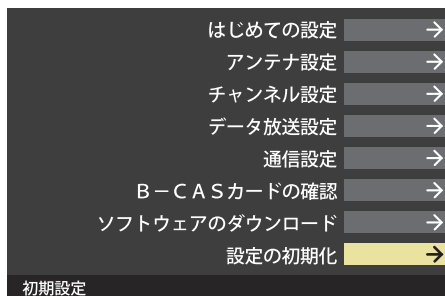 はじめての設定
アンテナ設定
チャンネル設定
データ放送設定
通信設定
Ｂ－ＣＡＳカードの確認
ソフトウェアのダウンロード
設定の初期化
初期設定